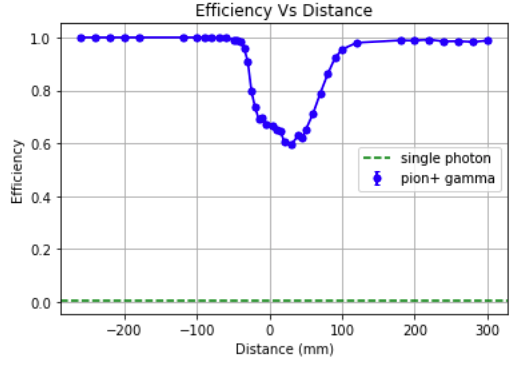 Efficiency Vs Distance
1.0
0.8
0.6
0.4
0.2
0.0
Efficiency
single photon
pion+ gamma
−200
−100
0
100
200
300
Distance (mm)